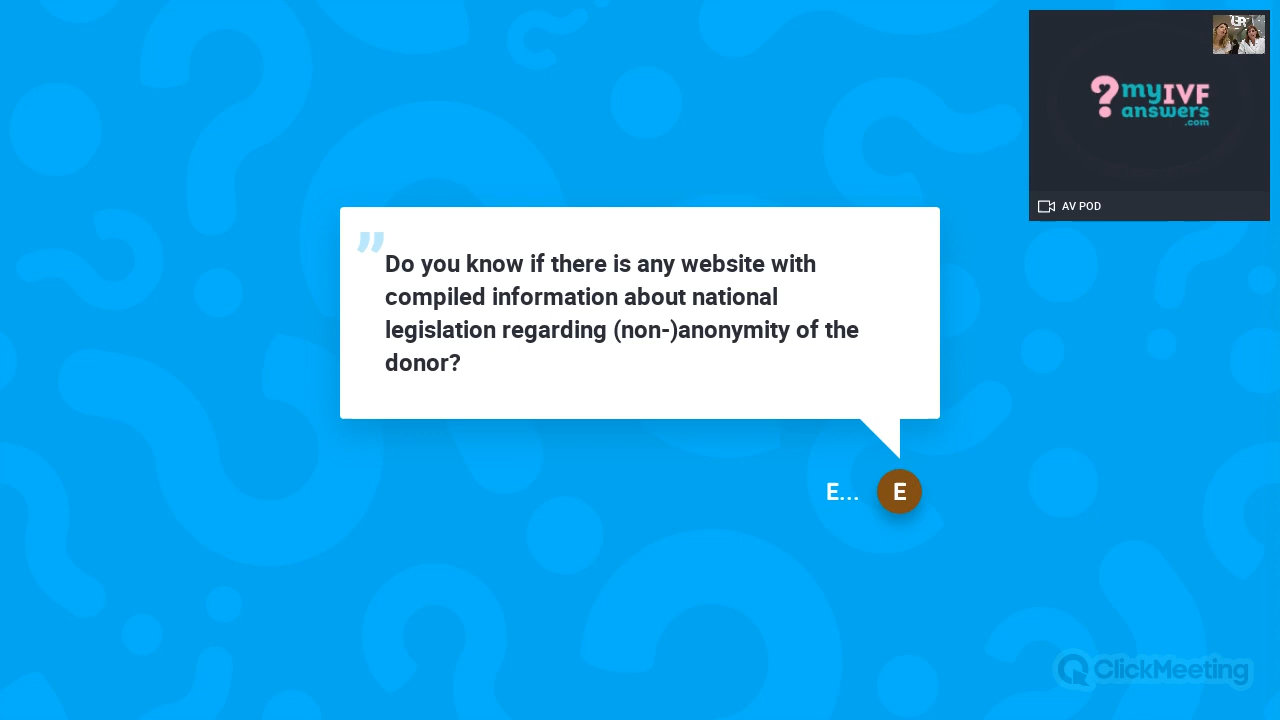 ?myIVF
answers
.com
AV POD
” Do you know if there is any website with
compiled information about national
legislation regarding (non-)anonymity of the
donor?
E... E
ClickMeeting